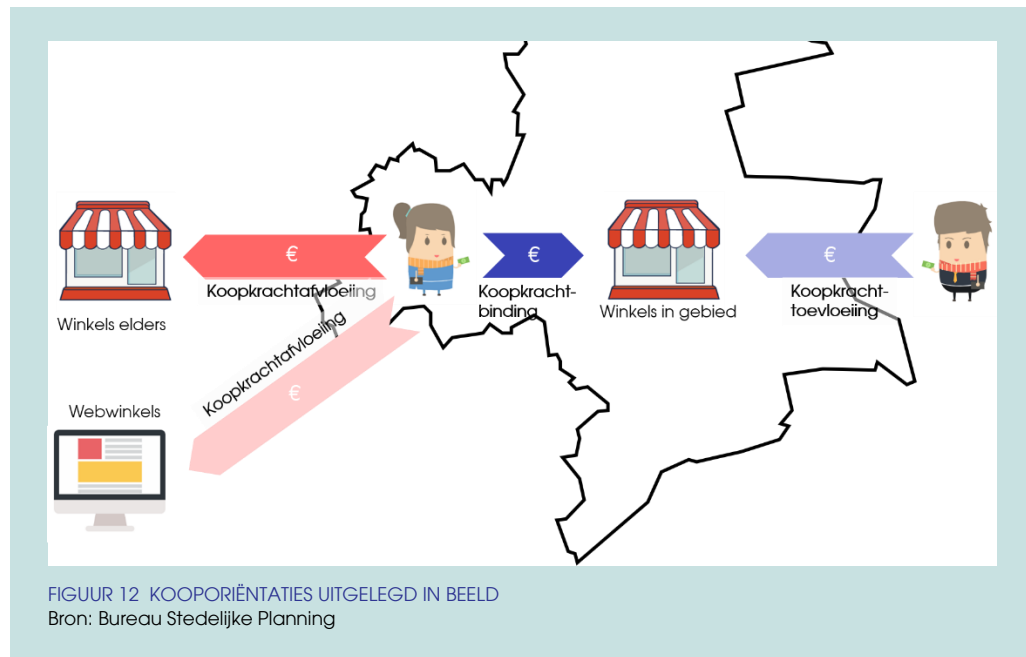 €
€
€
Koopkrachtafvloeiing
Koopkracht-
binding
Koopkracht-
toevloeiing
Winkels elders
Winkels in gebied
Koopkrachtafvloeiing
€
Webwinkels
FIGUUR 12 KOOPORIËNTATIES UITGELEGD IN BEELD
Bron: Bureau Stedelijke Planning